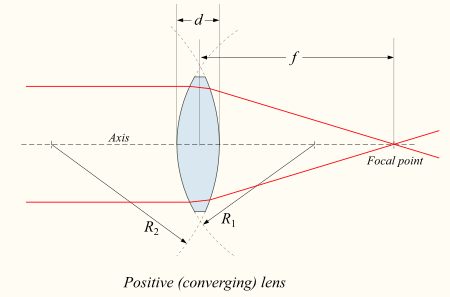 d
f
Axis
Focal point
R2
R1
Positive (converging) lens